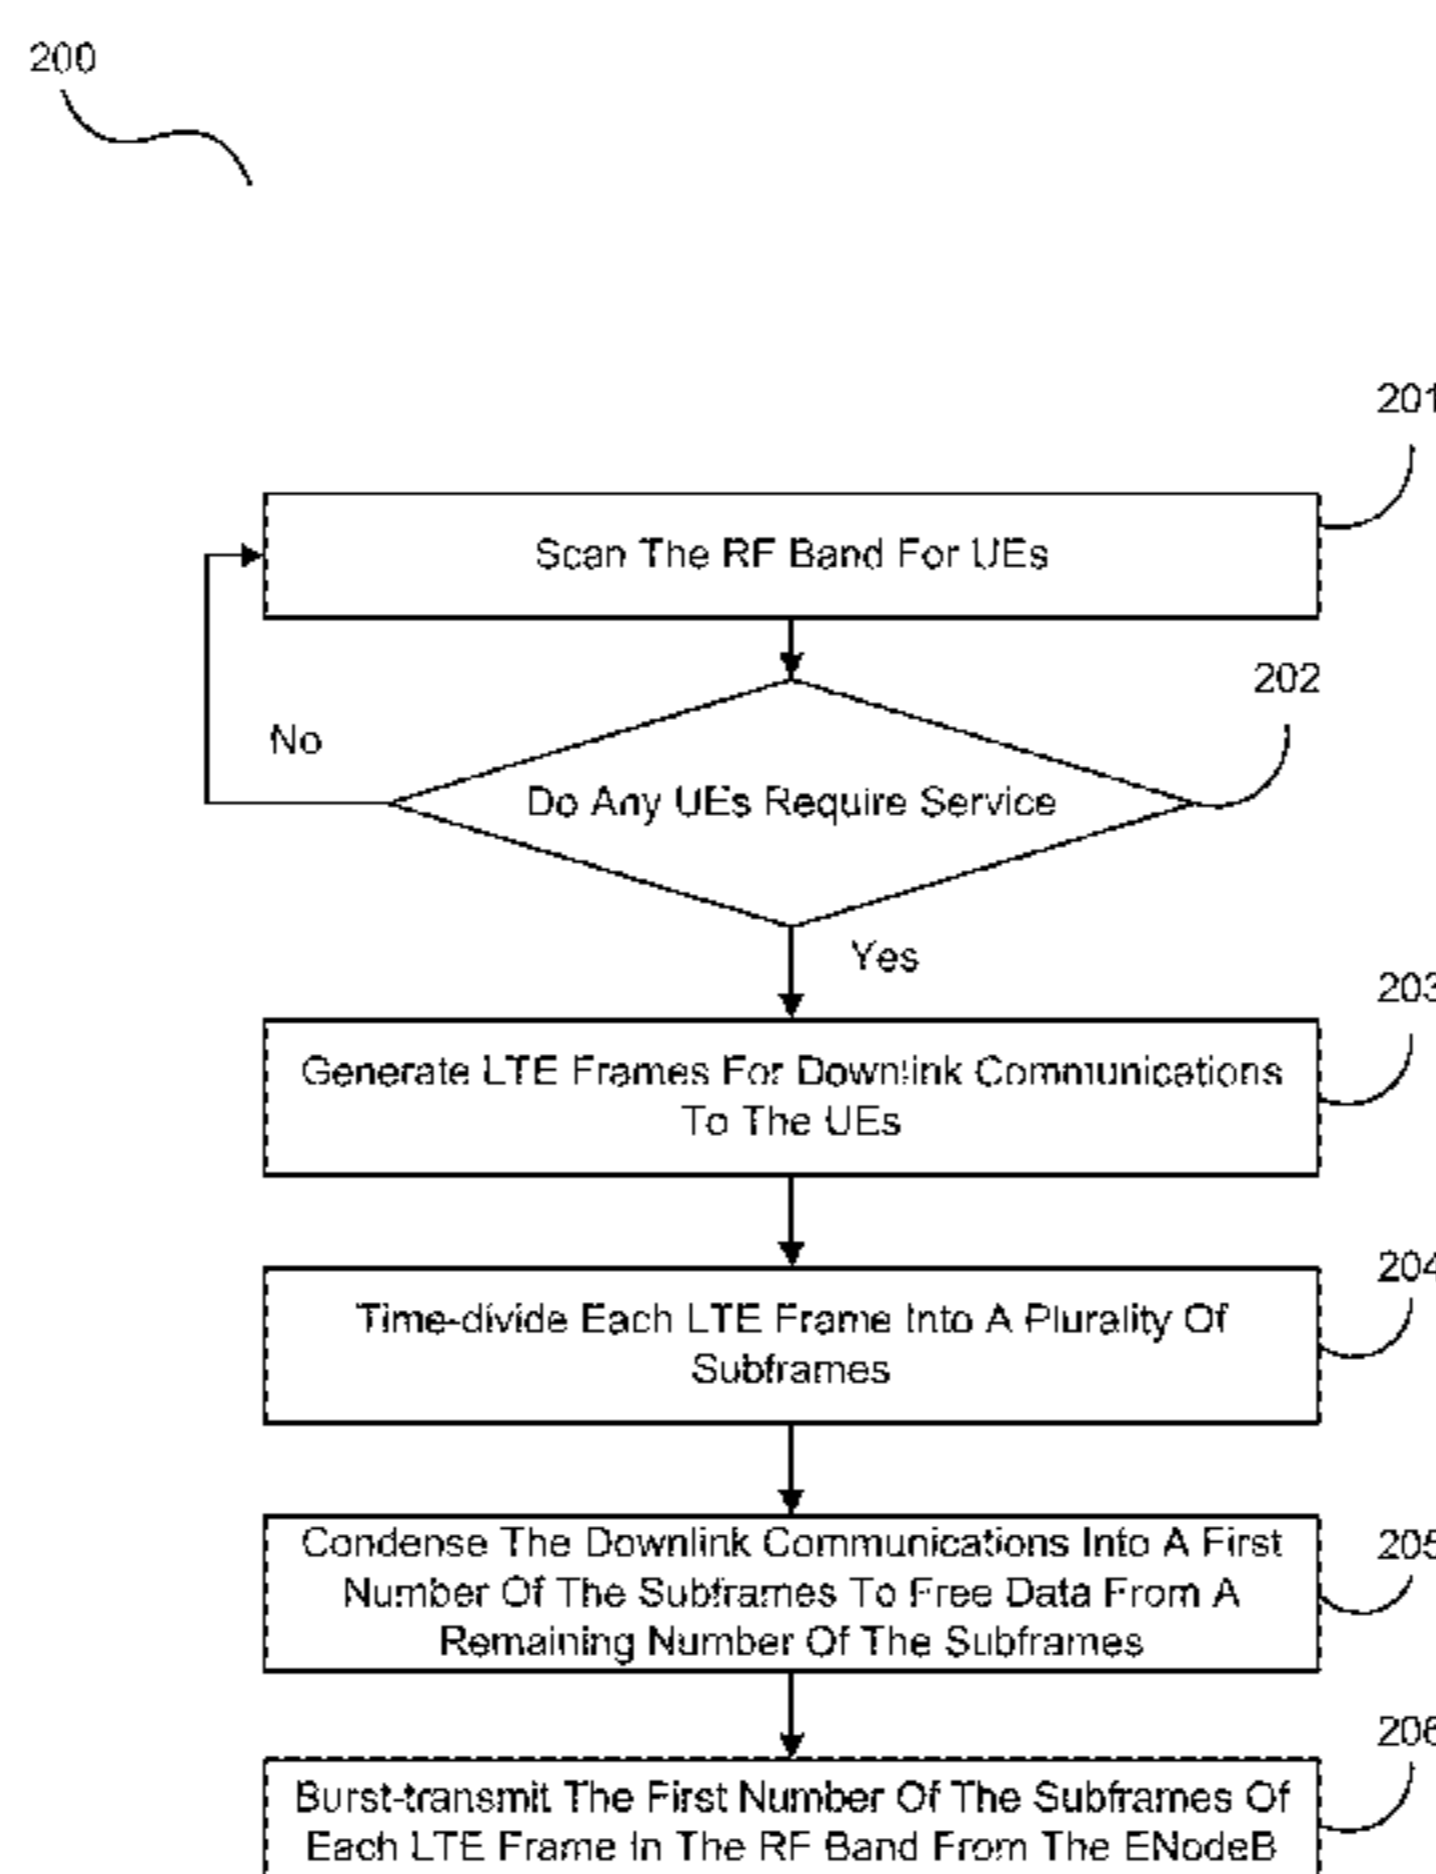 200
201
Scan The RF Band For UEs
202
No
Do Any UEs Require Service
Yes
203
Generate LTE Frames For Downlink Communications
To The UEs
204
Time-divide Each LTE Frame Into A Plurality Of
Subframes
205
Condense The Downlink Communications Into A First
Number Of The Subframes To Free Data From A
Remaining Number Of The Subframes
206
Burst-transmit The First Number Of The Subframes Of
Each LTE Frame In The RF Band From The ENodeB